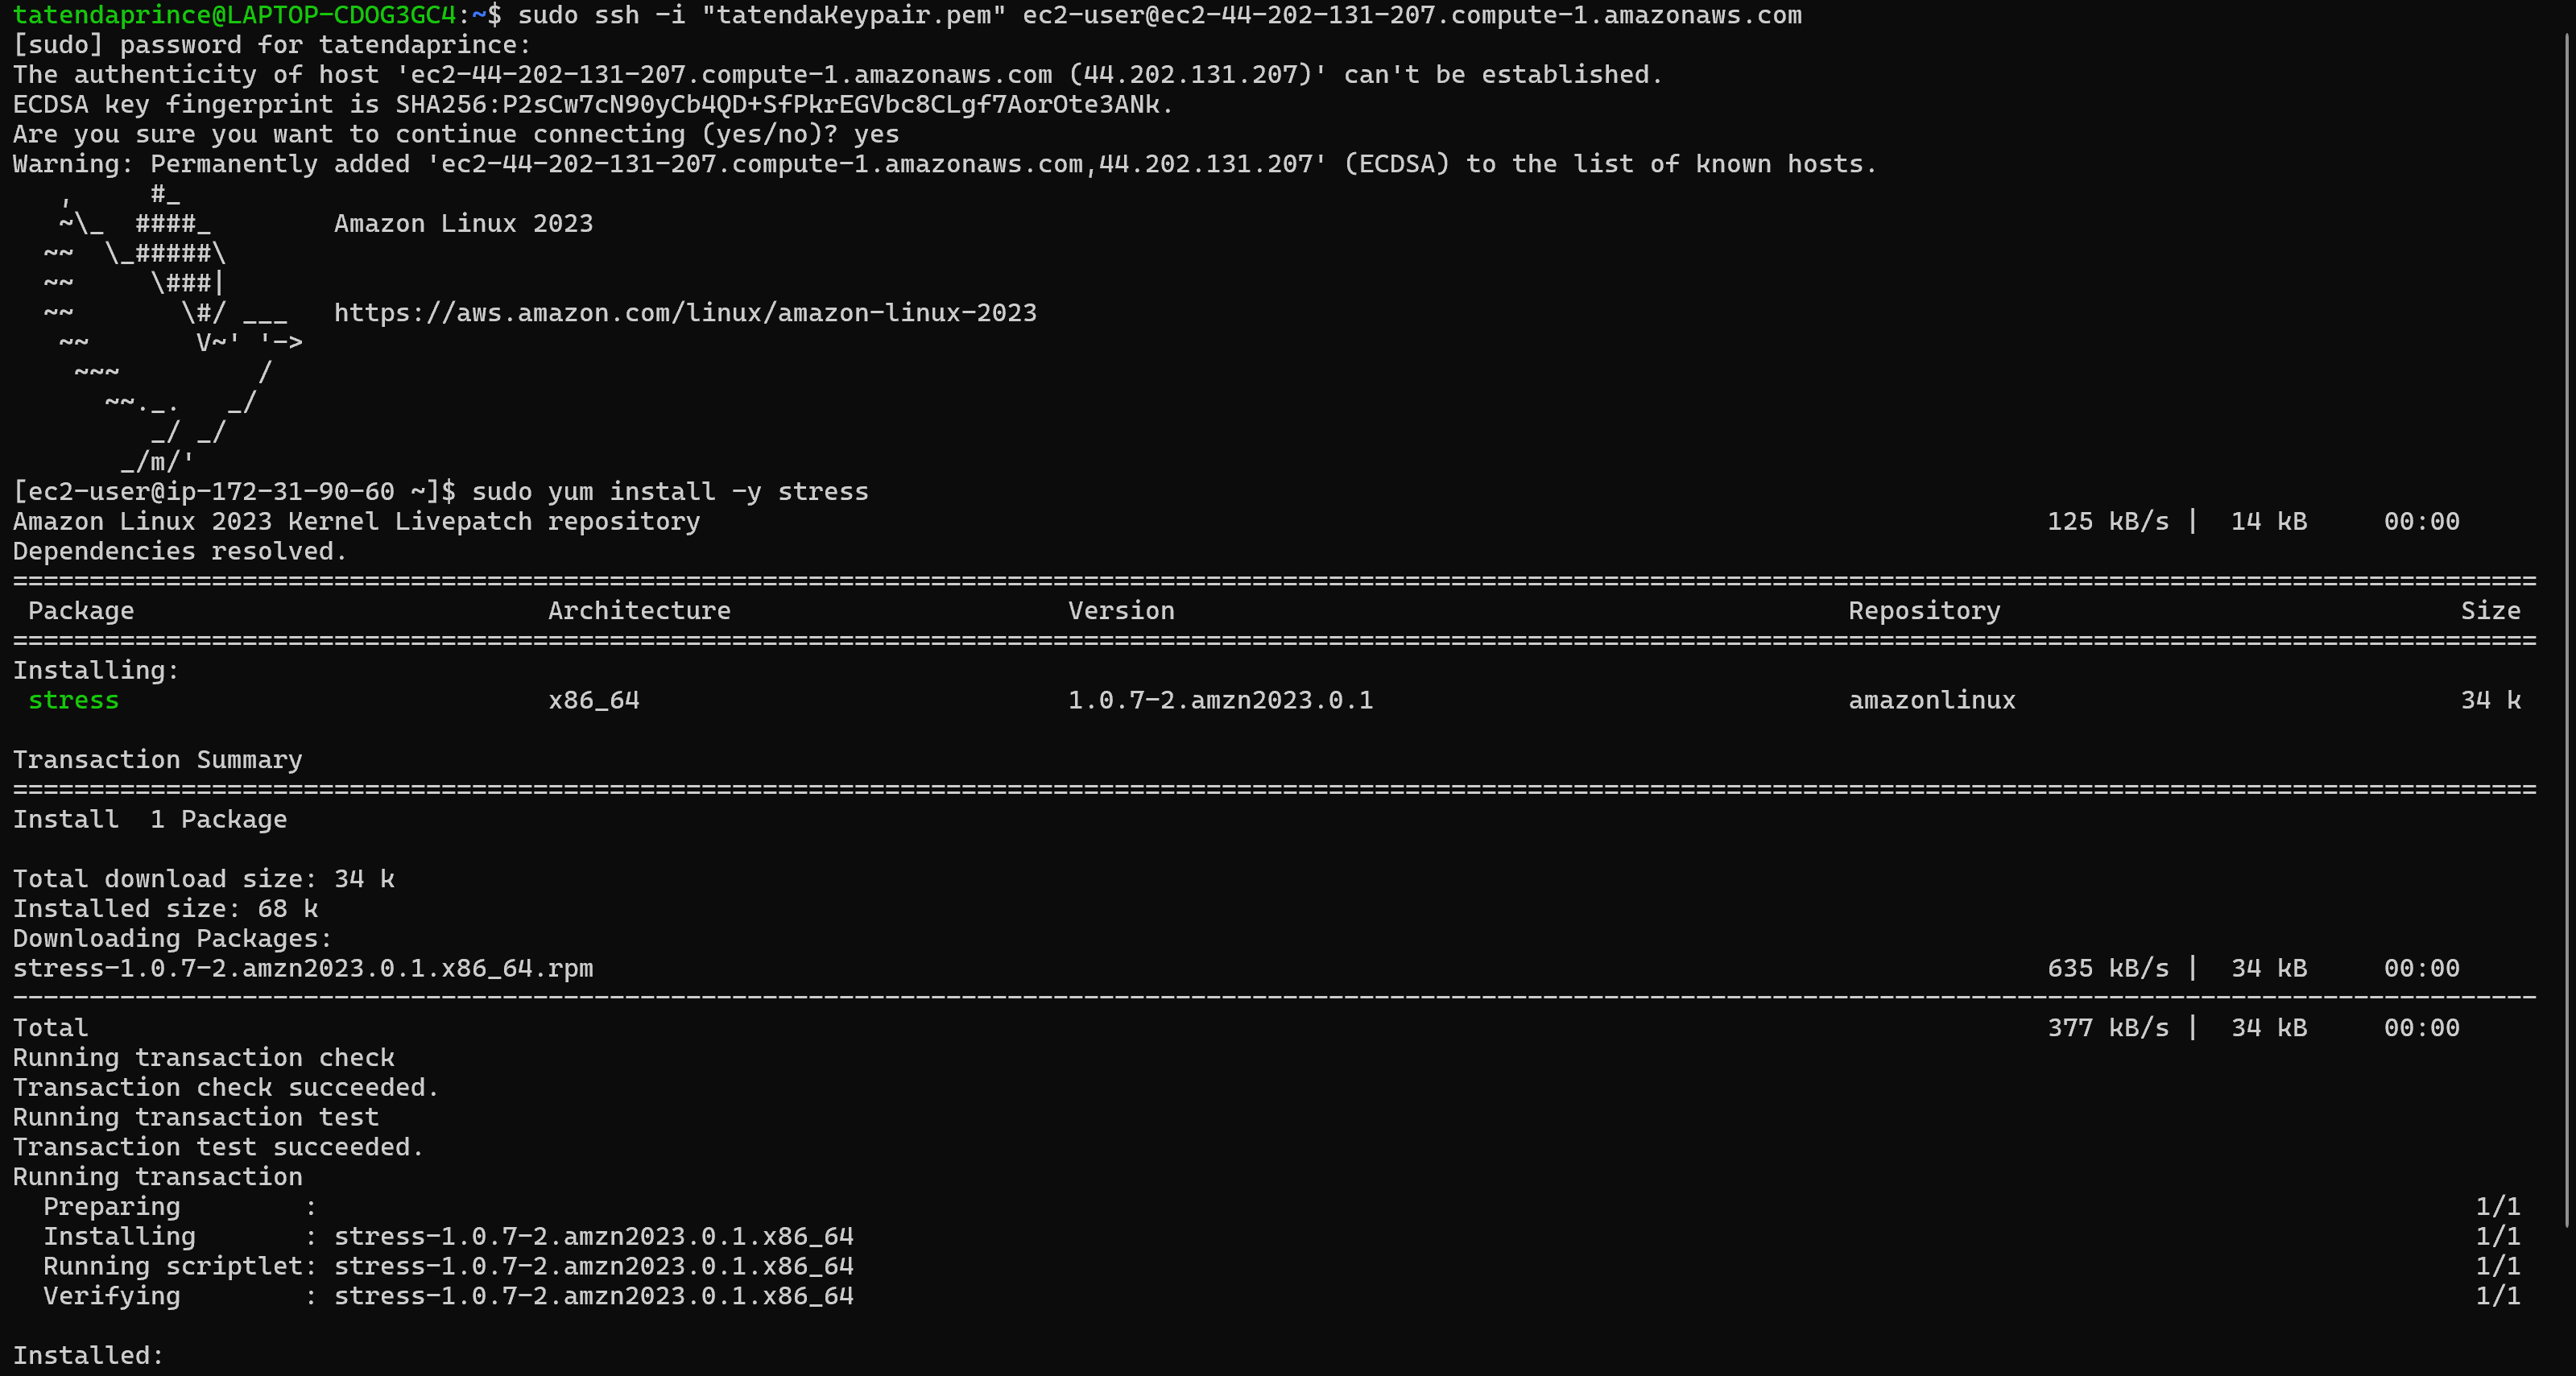 tatendaprince@LAPTOP-CDOG3GC4:~$ sudo ssh -i "tatendaKeypair.pem" ec2-user@ec2-44-202-131-207.compute-1.amazonaws.com
[sudo] password for tatendaprince:
The authenticity of host 'ec2-44-202-131-207.compute-1.amazonaws.com (44.202.131.207)' can't be established.
ECDSA key fingerprint is SHA256:P2sCw7cN90yCb4QD+SfPkrEGVbc8CLgf7AorOte3ANk.
Are you sure you want to continue connecting (yes/no)? yes
Warning: Permanently added 'ec2-44-202-131-207.compute-1.amazonaws.com,44.202.131.207' (ECDSA) to the list of known hosts.
   ,     #_
   ~\_  ####_        Amazon Linux 2023
  ~~  \_#####\
  ~~     \###|
  ~~       \#/ ___   https://aws.amazon.com/linux/amazon-linux-2023
   ~~       V~' '->
    ~~~         /
      ~~._.   _/
         _/ _/
       _/m/'
[ec2-user@ip-172-31-90-60 ~]$ sudo yum install -y stress
Amazon Linux 2023 Kernel Livepatch repository 125 kB/s | 14 kB 00:00
Dependencies resolved.
=====================================================================================================================================================================
Package Architecture Version Repository Size
=====================================================================================================================================================================
Installing:
stress x86_64 1.0.7-2.amzn2023.0.1 amazonlinux 34 k
Transaction Summary
=====================================================================================================================================================================
Install  1 Package
Total download size: 34 k
Installed size: 68 k
Downloading Packages:
stress-1.0.7-2.amzn2023.0.1.x86_64.rpm 635 kB/s | 34 kB 00:00
---------------------------------------------------------------------------------------------------------------------------------------------------------------------
Total 377 kB/s | 34 kB 00:00
Running transaction check
Transaction check succeeded.
Running transaction test
Transaction test succeeded.
Running transaction
  Preparing        : 1/1
  Installing       : stress-1.0.7-2.amzn2023.0.1.x86_64 1/1
  Running scriptlet: stress-1.0.7-2.amzn2023.0.1.x86_64 1/1
  Verifying        : stress-1.0.7-2.amzn2023.0.1.x86_64 1/1
Installed: